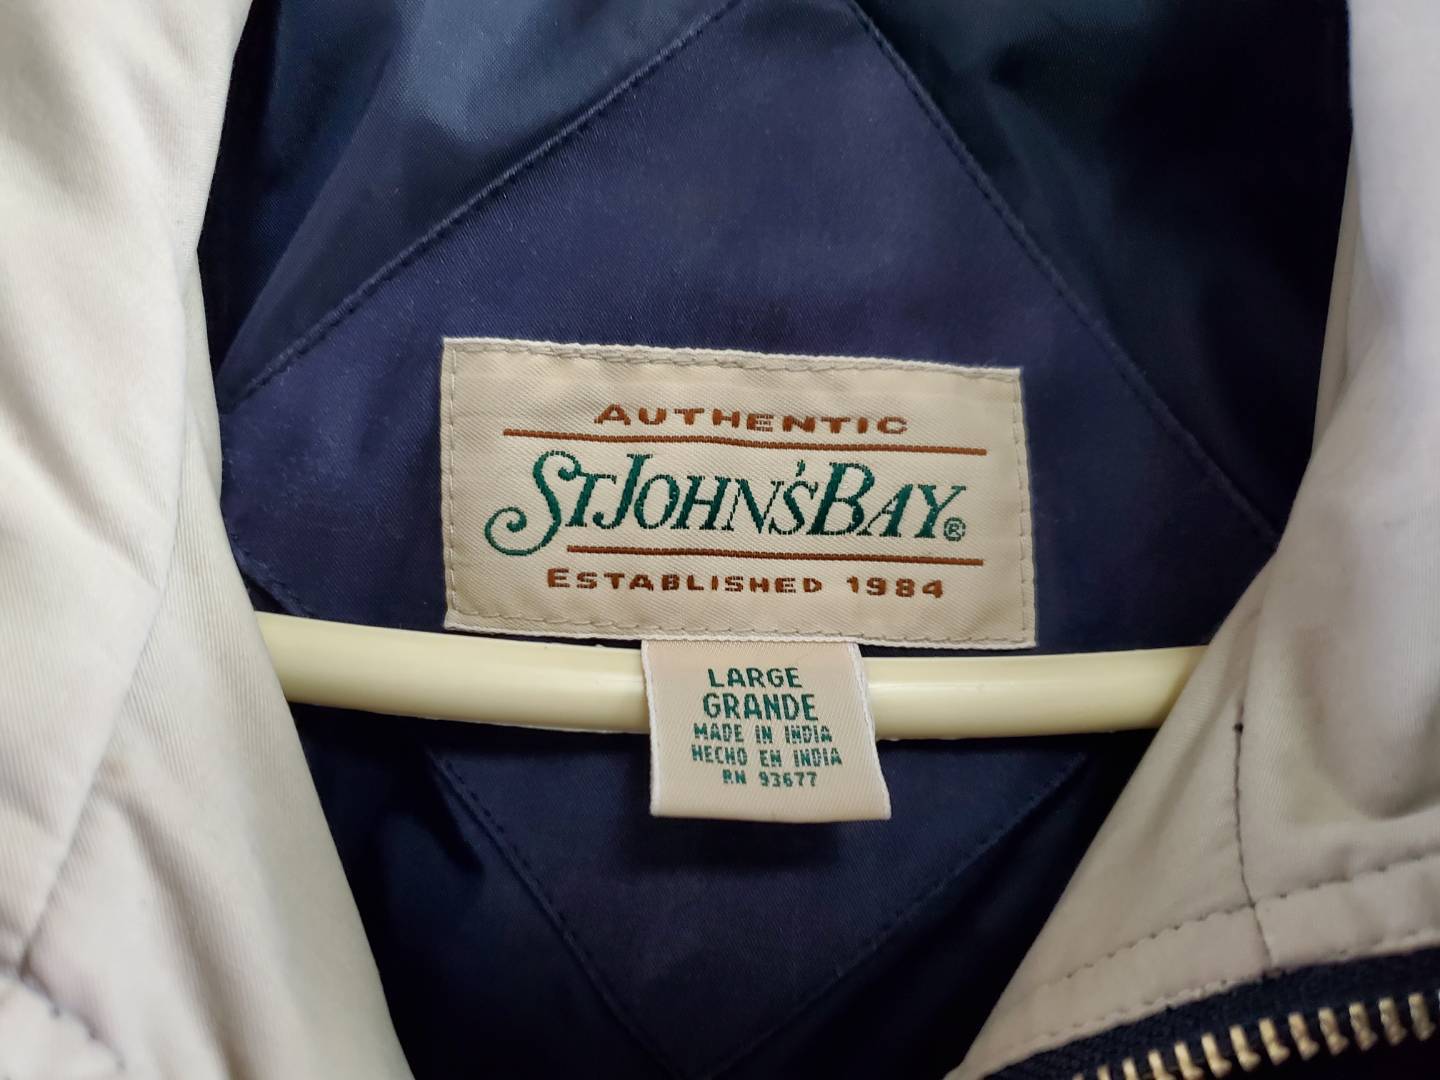 AUTHENTIC
ST JOHN'S BAY®
ESTABLISHED 1984
LARGE
GRANDE
MADE IN INDIA
HECHO EN INDIA
RN 93677